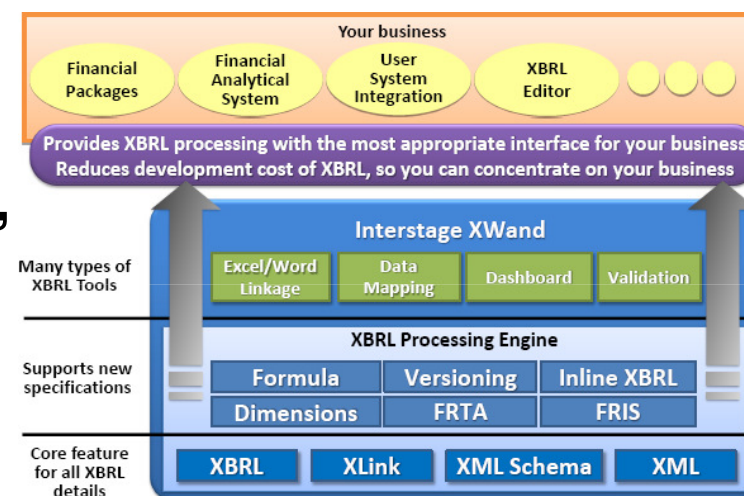 Your business
Financial
Packages
Financial
Analytical
System
User
System
Integration
XBRL
Editor
Provides XBRL processing with the most appropriate interface for your business
Reduces development cost of XBRL, so you can concentrate on your business
,
Interstage XWand
Many types of
XBRL Tools
Excel/Word
Linkage
Data
Mapping
Dashboard
Validation
XBRL Processing Engine
Supports new
specifications
Formula
Versioning
Inline XBRL
Dimensions
FRTA
FRIS
Core feature
for all XBRL
details
XBRL
XLink
XML Schema
XML